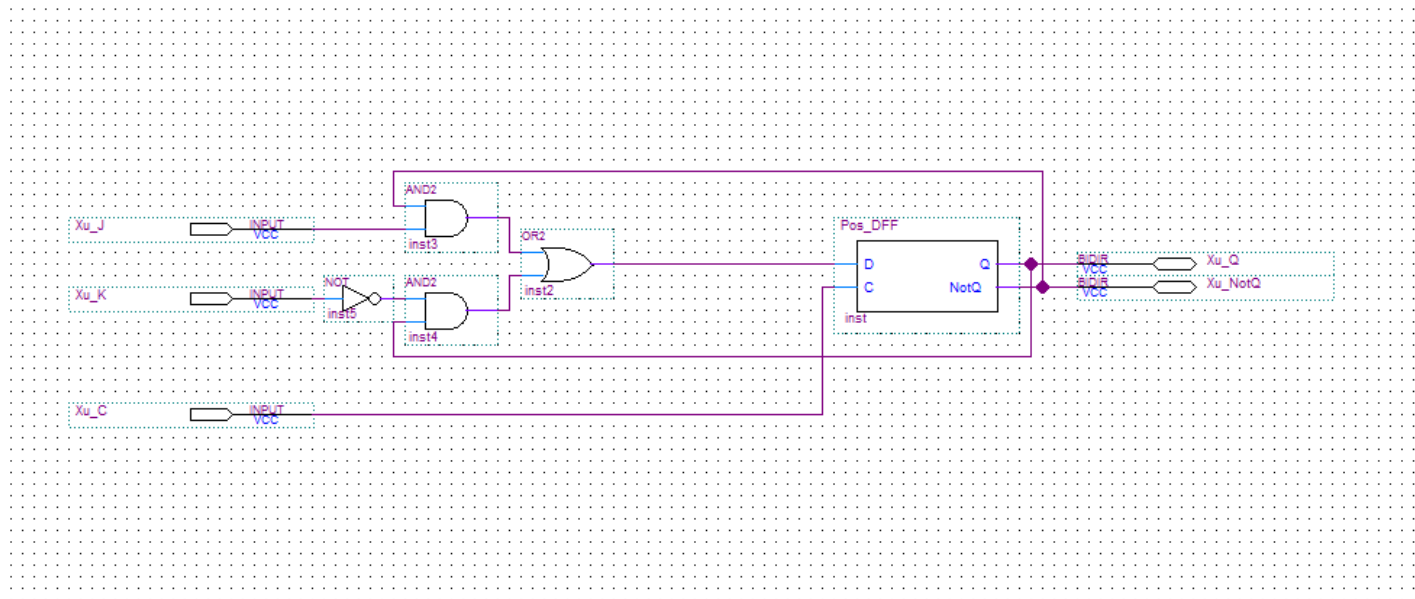 AND2
inst3
Xu_J
INPUT
VCC
OR2
inst2
Xu_K
INPUT
VCC
NOT
inst5
AND2
inst4
Xu_C
INPUT
VCC
Pos_DFF
D
Q
C
NotQ
inst
BIDIR
VCC
Xu_Q
BIDIR
VCC
Xu_NotQ